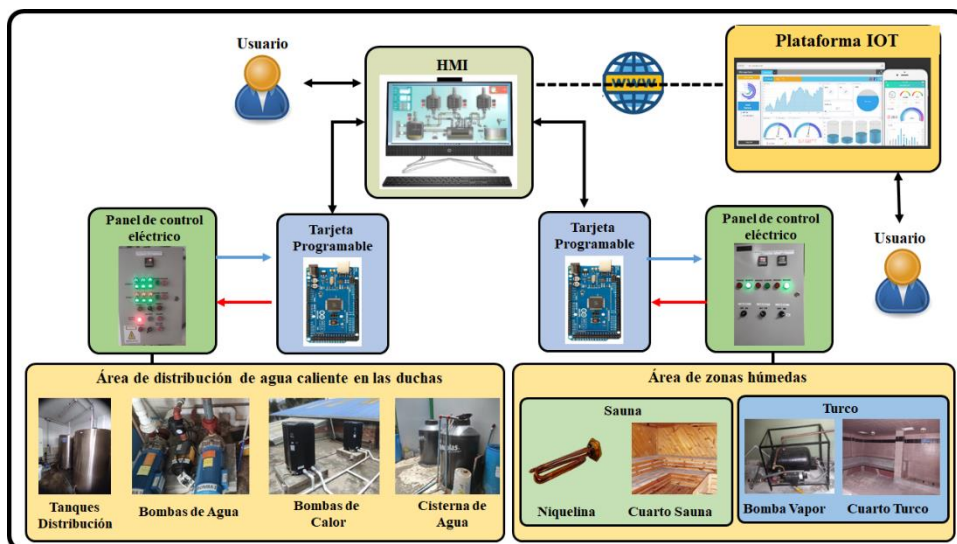 Usuario
HMI
WWW
Plataforma IOT
Panel de control
eléctrico
Tarjeta
Programable
Tarjeta
Programable
Panel de control
eléctrico
Usuario
Área de distribución de agua caliente en las duchas
Tanques
Distribución
Bombas de Agua
Bombas de
Calor
Cisterna de
Agua
Área de zonas húmedas
Sauna
Niquelina
Cuarto Sauna
Turco
Bomba Vapor
Cuarto Turco